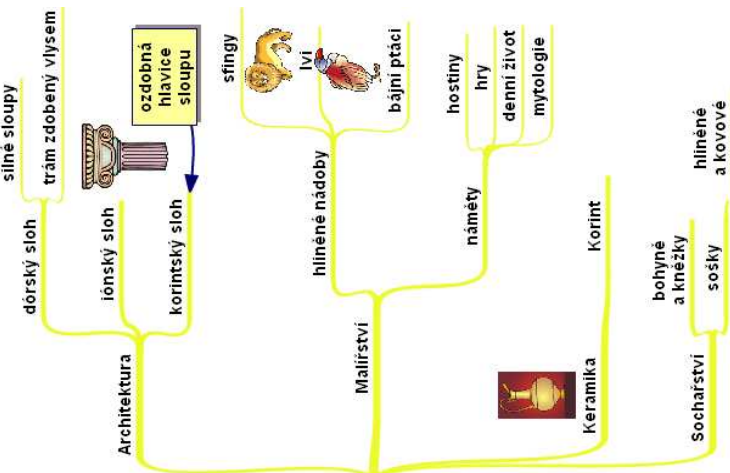 Architektura
dórský sloh
silné sloupy
trám zdobený vlysem
iónský sloh
korintský sloh
ozdobná
hlavice
sloupu
Malířství
hliněné nádoby
sfingy
lvi
bájní ptáci
náměty
hostiny
hry
denní život
mytologie
Keramika
Korint
Sochařství
bohyně
a kněžky
sošky
hliněné
a kovové